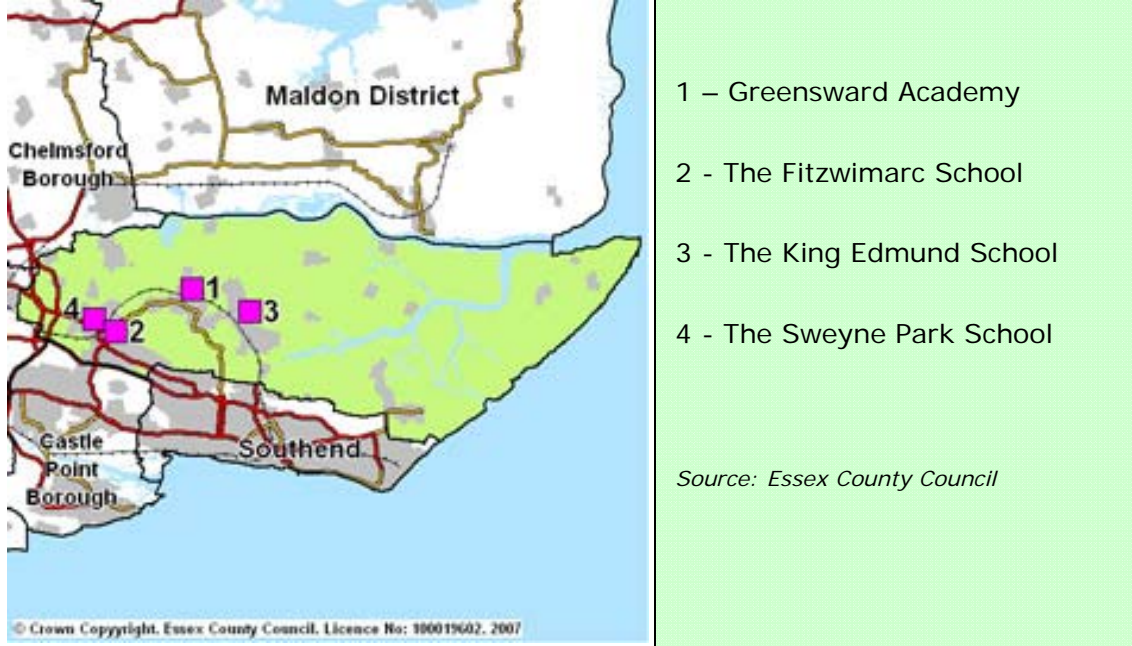 Maldon District
Chelmsford
Borough
1
4
3
2
Castle
Point
Borough
Southend
© Crown Copyyright. Essex County Council. Licence No: 100019602. 2007
1 – Greensward Academy
2 - The Fitzwimarc School
3 - The King Edmund School
4 - The Sweyne Park School
Source: Essex County Council